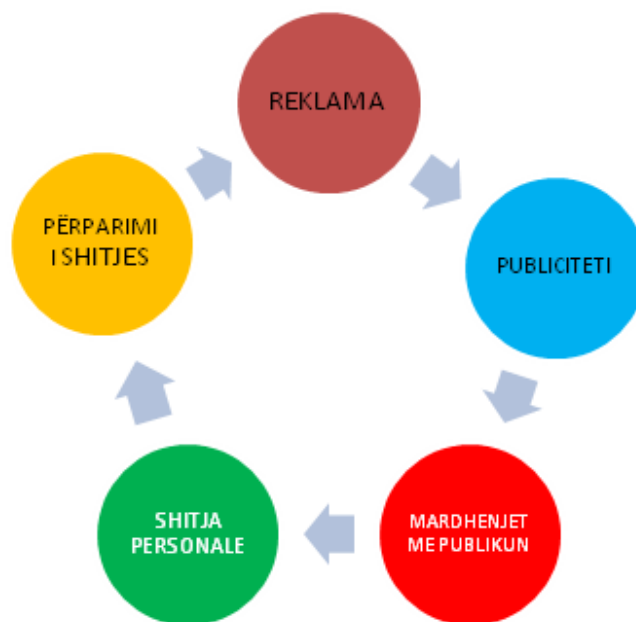 REKLAMA
PUBLICITETI
MARDHENJET
ME PUBLIKUN
SHITJA
PERSONALE
PËRPARIMI
I SHITJES